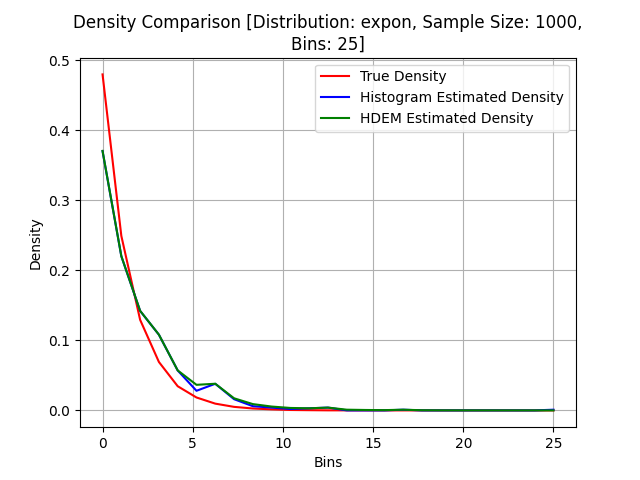 Density Comparison [Distribution: expon, Sample Size: 1000,
Bins: 25]
True Density
Histogram Estimated Density
HDEM Estimated Density
Density
0.5
0.4
0.3
0.2
0.1
0.0
0 5 10 15 20 25
Bins